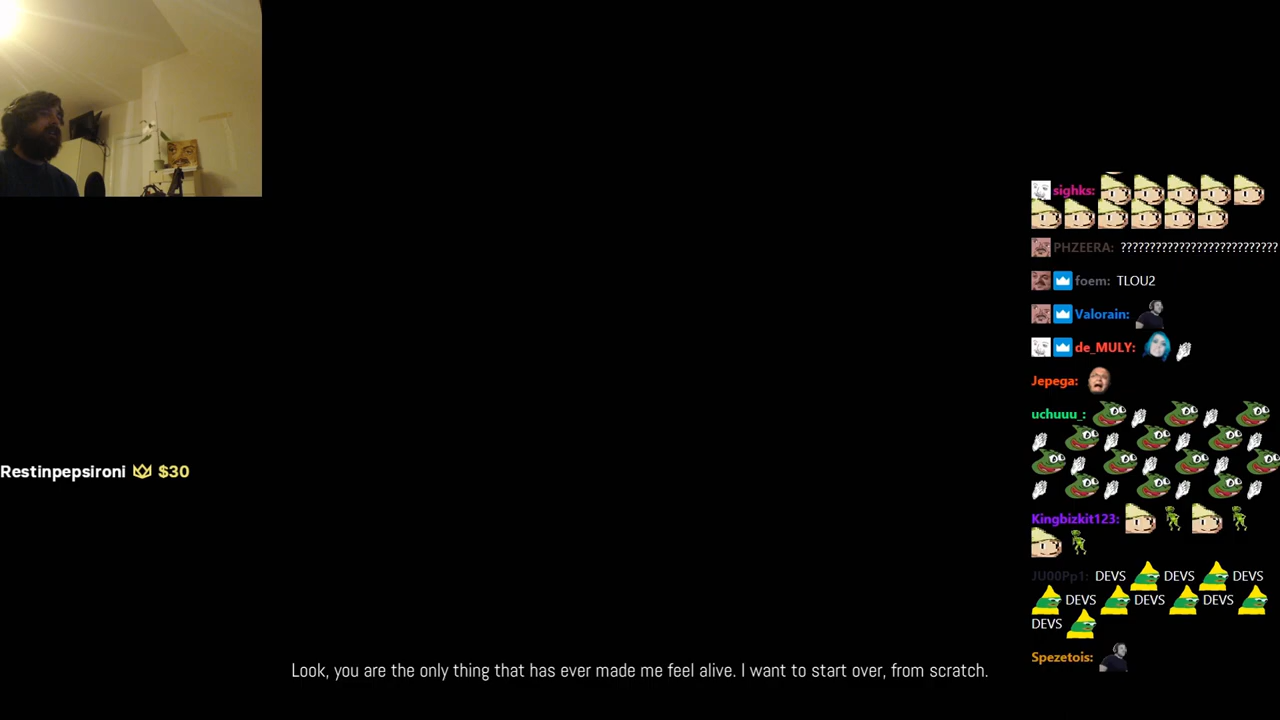 sighks:
PHZEERA: ???????????????????????????
foem: TLOU2
Valorain:
de_MULY:
Jepega:
uchuuu_:
Restinpepsironi $30
Kingbizkit123:
JU00Pp1: DEVS DEVS DEVS
DEVS DEVS DEVS
DEVS
Spezetois:
Look, you are the only thing that has ever made me feel alive. I want to start over, from scratch.